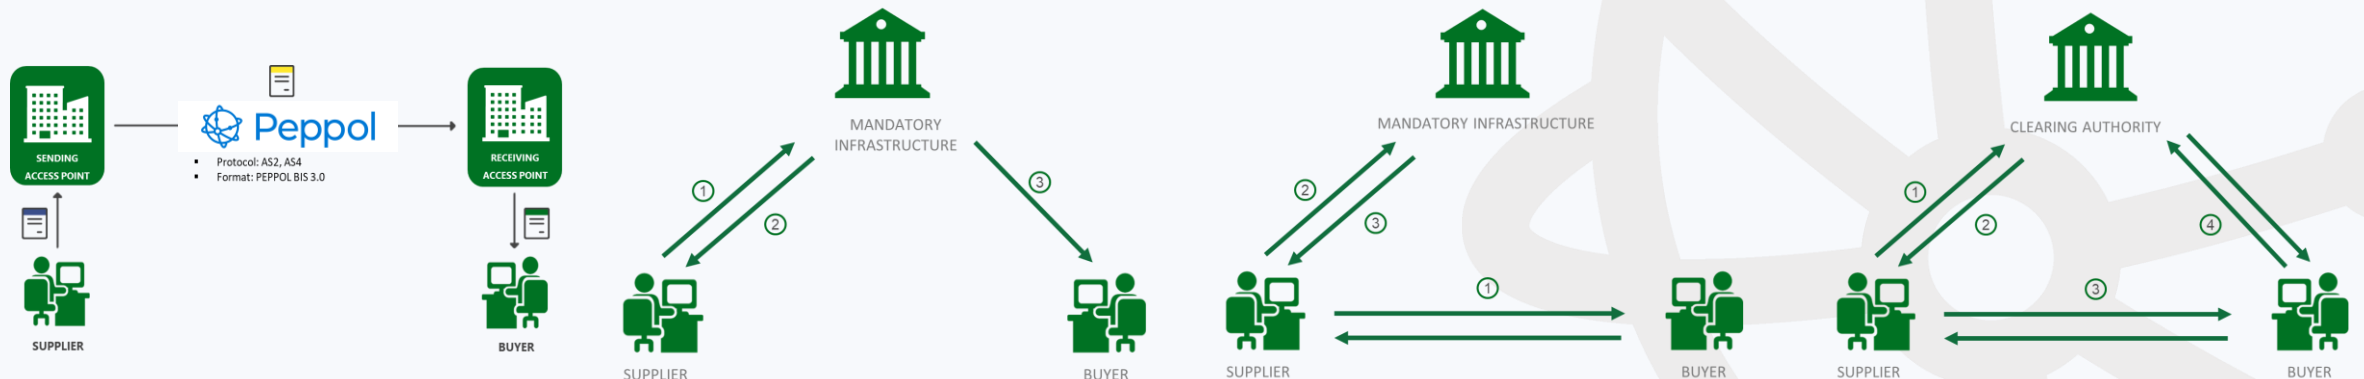 SENDING
ACCESS POINT
Peppol
▪ Protocol: AS2, AS4
▪ Format: PEPPOL BIS 3.0
RECEIVING
ACCESS POINT
SUPPLIER
BUYER
MANDATORY
INFRASTRUCTURE
1
2
3
SUPPLIER
BUYER
MANDATORY INFRASTRUCTURE
2
3
1
SUPPLIER
BUYER
CLEARING AUTHORITY
1
2
4
3
SUPPLIER
BUYER